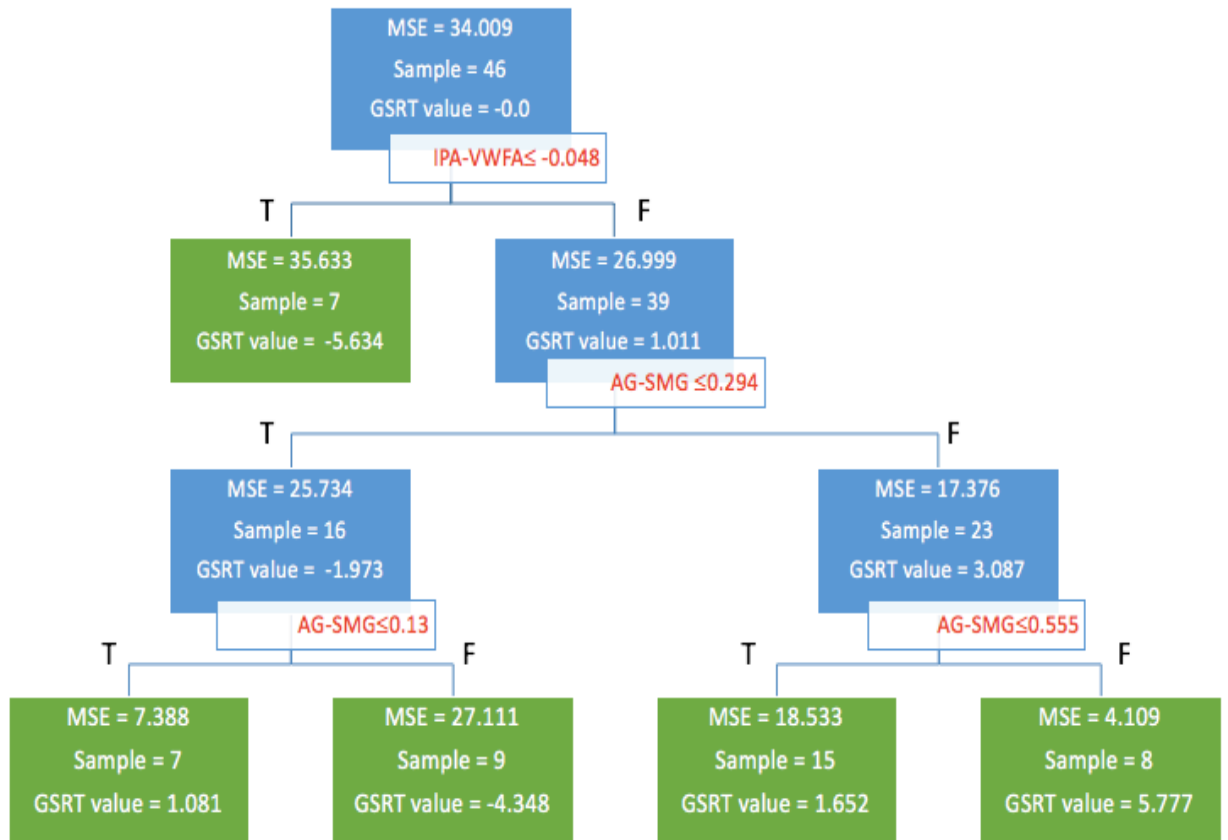 MSE = 34.009
Sample = 46
GSRT value = -0.0
IPA-VWFA≤ -0.048
T
F
MSE = 35.633
Sample = 7
GSRT value = -5.634
MSE = 26.999
Sample = 39
GSRT value = 1.011
AG-SMG ≤0.294
T
F
MSE = 25.734
Sample = 16
GSRT value = -1.973
AG-SMG≤0.13
MSE = 17.376
Sample = 23
GSRT value = 3.087
AG-SMG≤0.555
T
F
T
F
MSE = 7.388
Sample = 7
GSRT value = 1.081
MSE = 27.111
Sample = 9
GSRT value = -4.348
MSE = 18.533
Sample = 15
GSRT value = 1.652
MSE = 4.109
Sample = 8
GSRT value = 5.777